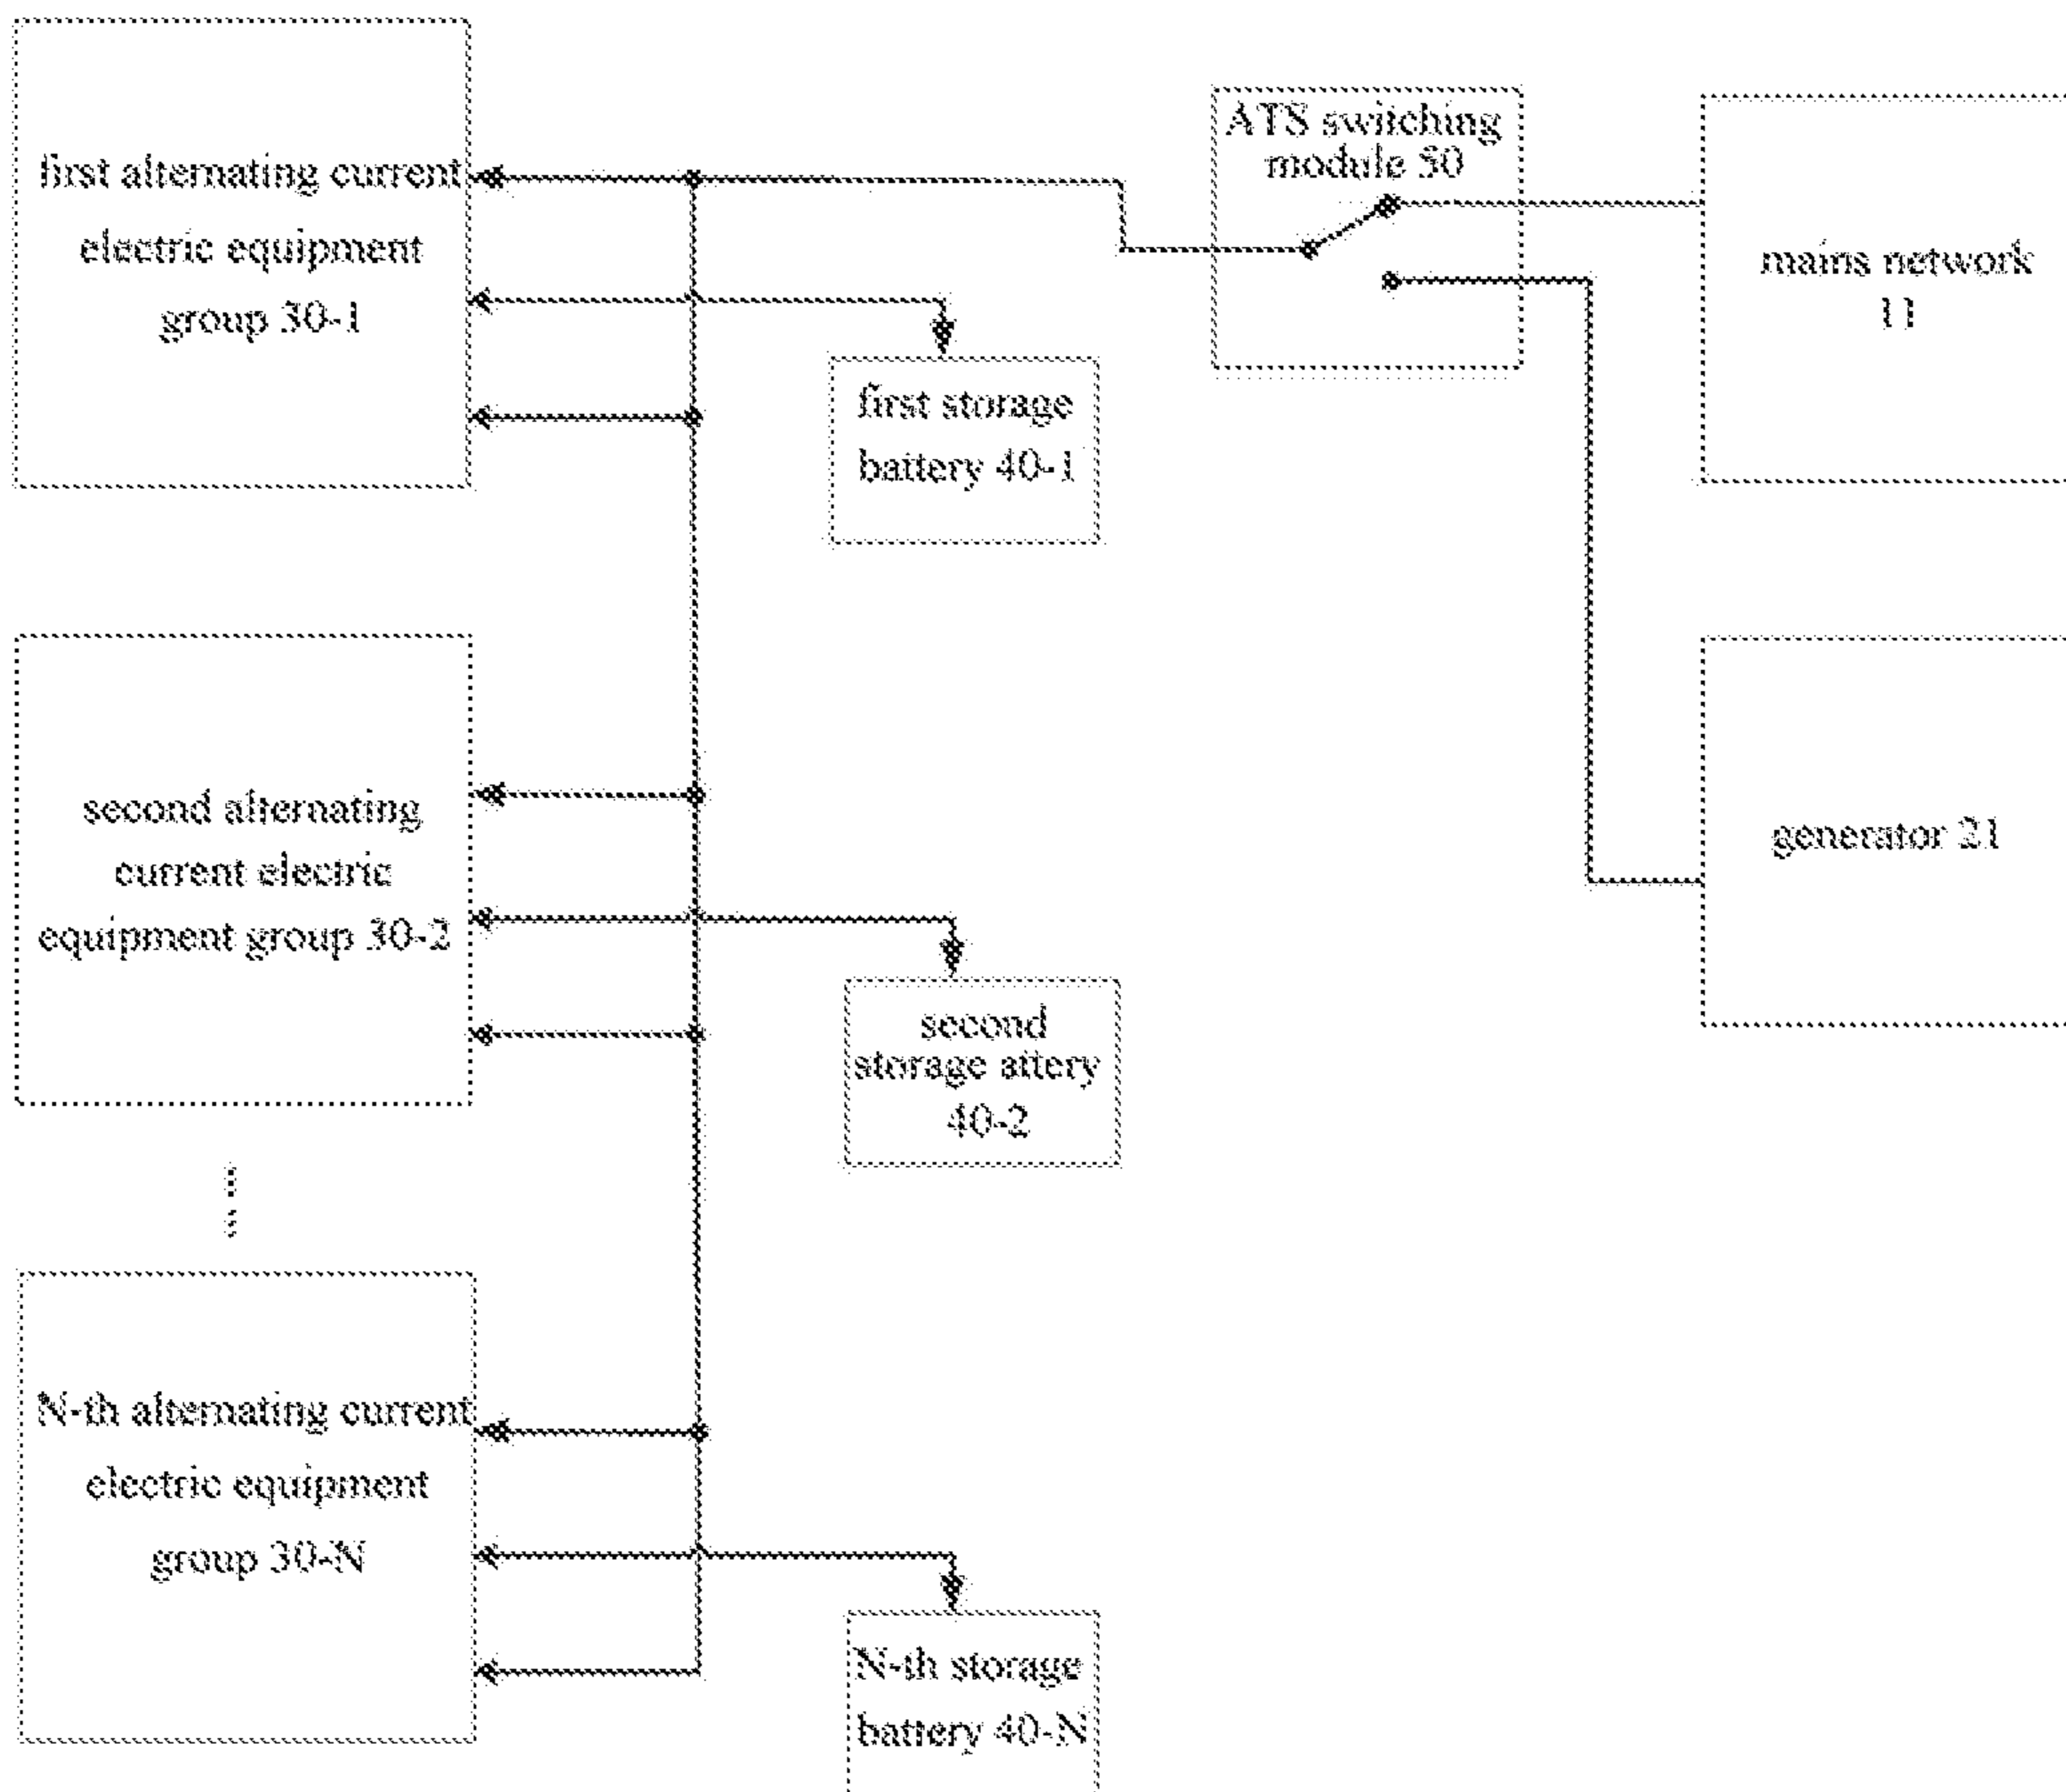 first alternating current
electric equipment
group 30-1
ATS switching
module 50
mains network
11
first storage
battery 40-1
second alternating
current electric
equipment group 30-2
generator 21
second
storage attery
40-2
N-th alternating current
electric equipment
group 30-N
N-th storage
battery 40-N